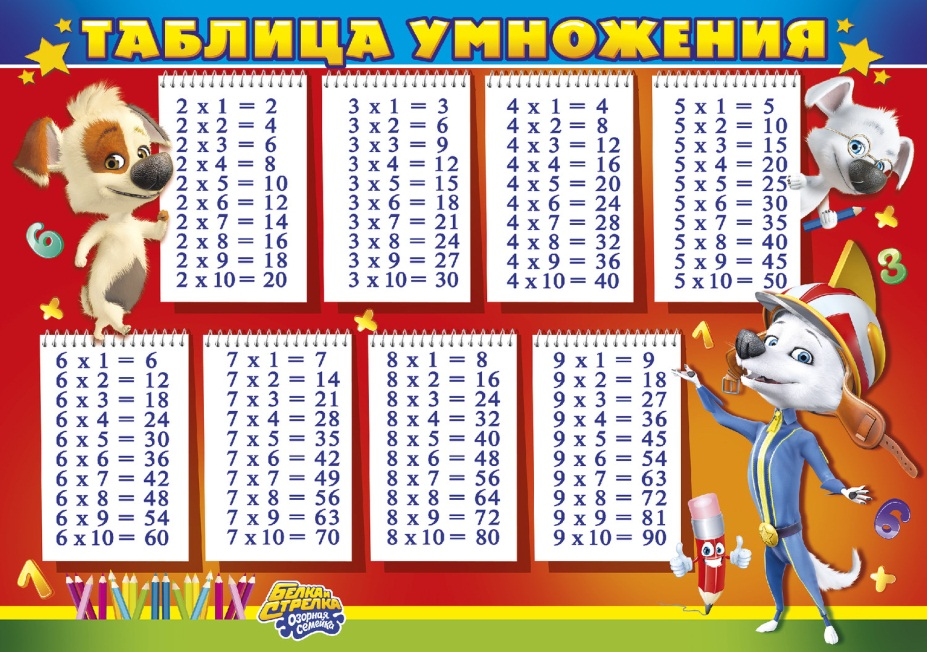 ТАБЛИЦА УМНОЖЕНИЯ
2 x 1 = 2
2 x 2 = 4
2 x 3 = 6
2 x 4 = 8
2 x 5 = 10
2 x 6 = 12
2 x 7 = 14
2 x 8 = 16
2 x 9 = 18
2 x 10 = 20
3 x 1 = 3
3 x 2 = 6
3 x 3 = 9
3 x 4 = 12
3 x 5 = 15
3 x 6 = 18
3 x 7 = 21
3 x 8 = 24
3 x 9 = 27
3 x 10 = 30
4 x 1 = 4
4 x 2 = 8
4 x 3 = 12
4 x 4 = 16
4 x 5 = 20
4 x 6 = 24
4 x 7 = 28
4 x 8 = 32
4 x 9 = 36
4 x 10 = 40
5 x 1 = 5
5 x 2 = 10
5 x 3 = 15
5 x 4 = 20
5 x 5 = 25
5 x 6 = 30
5 x 7 = 35
5 x 8 = 40
5 x 9 = 45
5 x 10 = 50
6
3
1
6 x 1 = 6
6 x 2 = 12
6 x 3 = 18
6 x 4 = 24
6 x 5 = 30
6 x 6 = 36
6 x 7 = 42
6 x 8 = 48
6 x 9 = 54
6 x 10 = 60
7 x 1 = 7
7 x 2 = 14
7 x 3 = 21
7 x 4 = 28
7 x 5 = 35
7 x 6 = 42
7 x 7 = 49
7 x 8 = 56
7 x 9 = 63
7 x 10 = 70
8 x 1 = 8
8 x 2 = 16
8 x 3 = 24
8 x 4 = 32
8 x 5 = 40
8 x 6 = 48
8 x 7 = 56
8 x 8 = 64
8 x 9 = 72
8 x 10 = 80
9 x 1 = 9
9 x 2 = 18
9 x 3 = 27
9 x 4 = 36
9 x 5 = 45
9 x 6 = 54
9 x 7 = 63
9 x 8 = 72
9 x 9 = 81
9 x 10 = 90
6
1
БЕЛКА и
СТРЕЛКА
ОЗОРНАЯ
СЕМЕЙКА